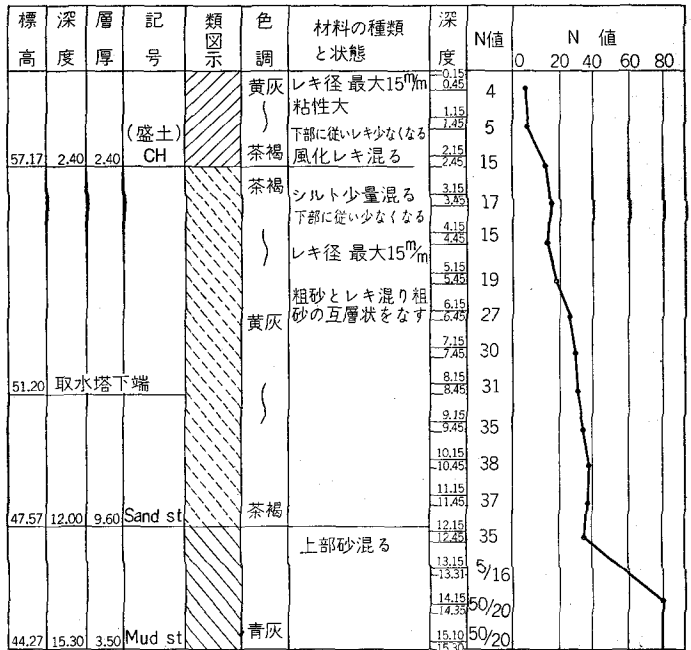 標高 深度 層厚 記号 類図示 色調 材料の種類と状態 深度 N値 N 値
0 20 40 60 80
黄灰 レキ径 最大15m/m 0.15 0.45 4
粘性大 1.15 1.45 5
(盛土) 下部に従いレキ少なくなる
57.17 2.40 2.40 CH 茶褐 風化レキ混る 2.15 2.45 15
茶褐 シルト少量混る 3.15 3.45 17
下部に従い少なくなる
レキ径 最大15m/m 4.15 4.45 15
5.15 5.45 19
粗砂とレキ混り粗
黄灰 砂の互層状をなす 6.15 6.45 27
7.15 7.45 30
51.20 取水塔下端 8.15 8.45 31
9.15 9.45 35
10.15 10.45 38
11.15 11.45 37
47.57 12.00 9.60 Sand st 茶褐
12.15 12.45 35
上部砂混る
13.15 13.31 5/16
14.15 14.35 50/20
44.27 15.30 3.50 Mud st 青灰 15.10 15.30 50/20